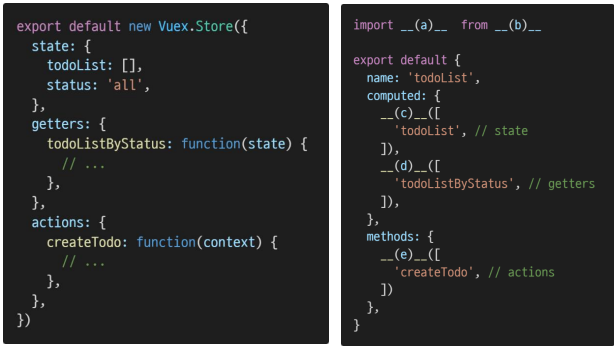 export default new Vuex.Store({
state: {
todoList: [],
status: 'all',
},
getters: {
todoListByStatus: function(state) {
// ...
},
},
actions: {
createTodo: function(context) {
// ...
},
},
})
import __(a)__ from __(b)__
export default {
name: 'todoList',
computed: {
__(c)__([
'todoList', // state
]),
__(d)__([
'todoListByStatus', // getters
]),
},
methods: {
__(e)__([
'createTodo', // actions
])
},
}